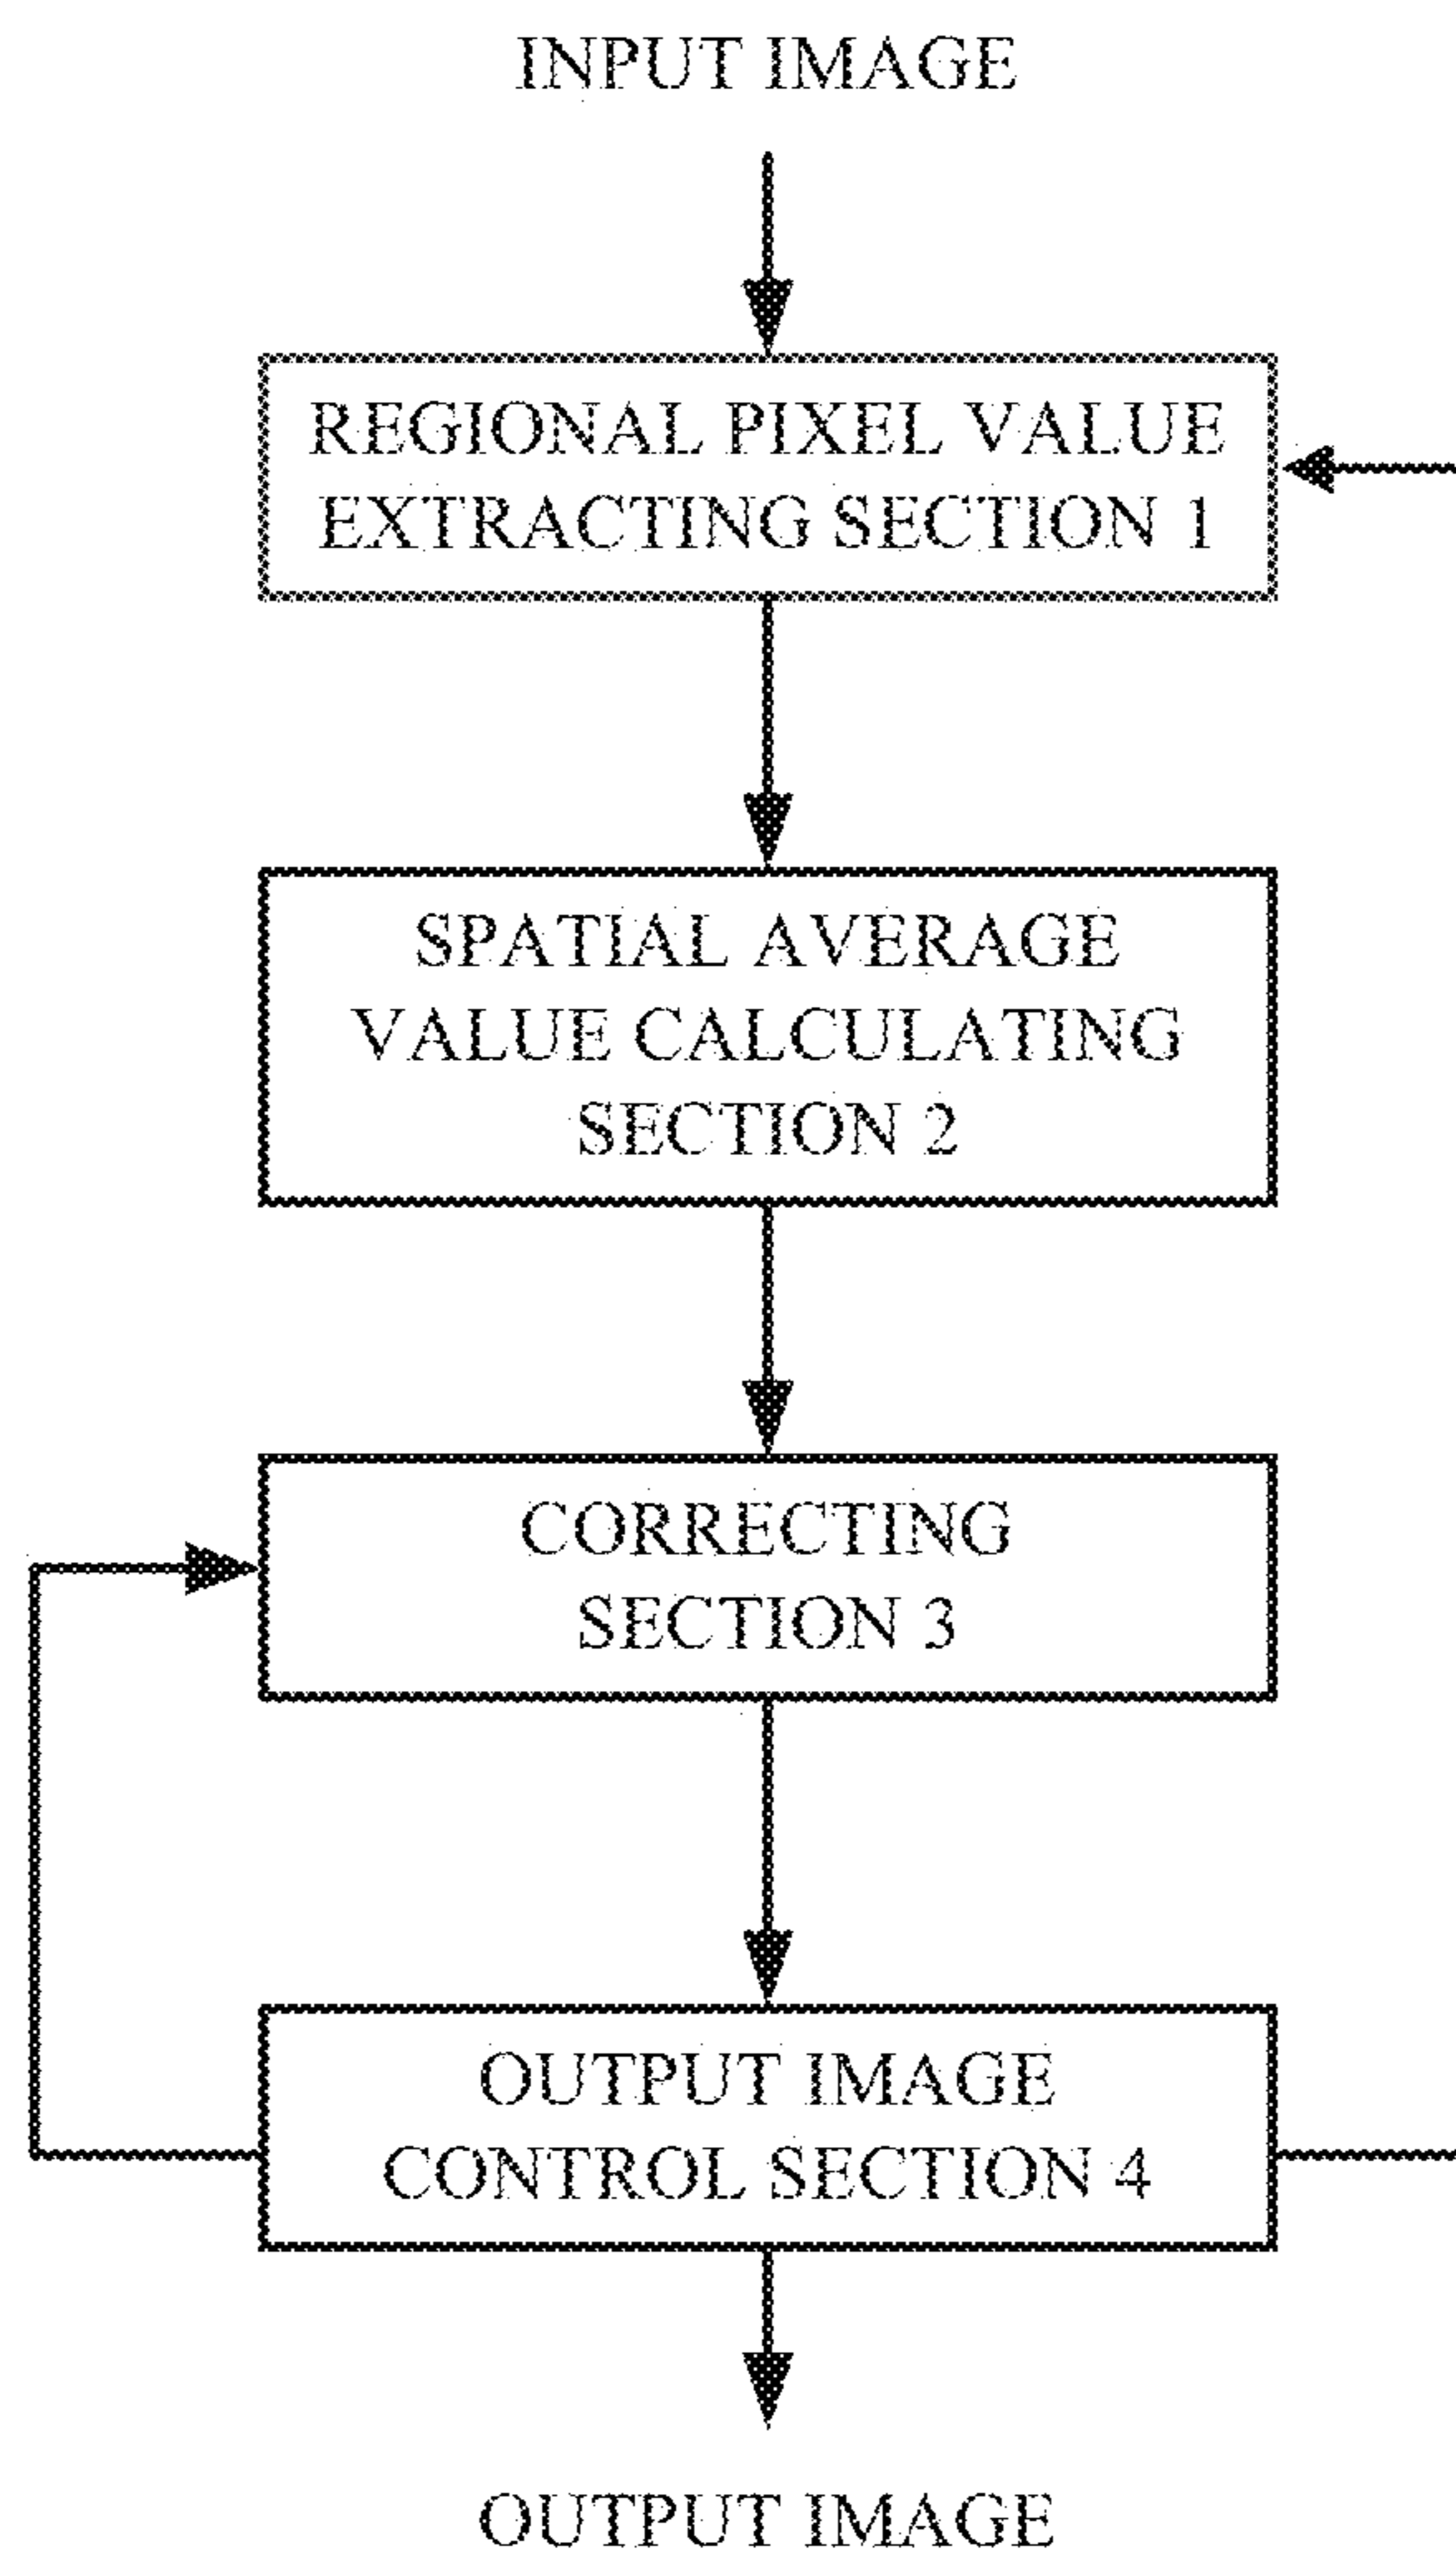 INPUT IMAGE
REGIONAL PIXEL VALUE
EXTRACTING SECTION 1
SPATIAL AVERAGE
VALUE CALCULATING
SECTION 2
CORRECTING
SECTION 3
OUTPUT IMAGE
CONTROL SECTION 4
OUTPUT IMAGE